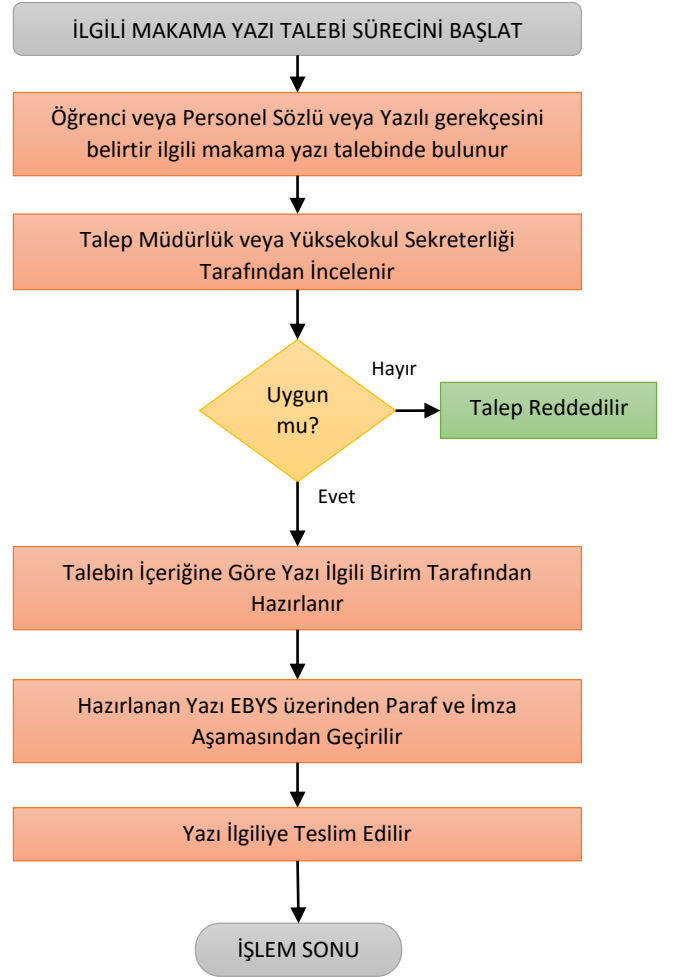 İLGİLİ MAKAMA YAZI TALEBİ SÜRECİNİ BAŞLAT
Öğrenci veya Personel Sözlü veya Yazılı gerekçesini
belirtir ilgili makama yazı talebinde bulunur
Talep Müdürlük veya Yüksekokul Sekreterliği
Tarafından İncelenir
Uygun
mu?
Hayır
Talep Reddedilir
Evet
Talebin İçeriğine Göre Yazı İlgili Birim Tarafından
Hazırlanır
Hazırlanan Yazı EBYS üzerinden Paraf ve İmza
Aşamasından Geçirilir
Yazı İlgiliye Teslim Edilir
İŞLEM SONU